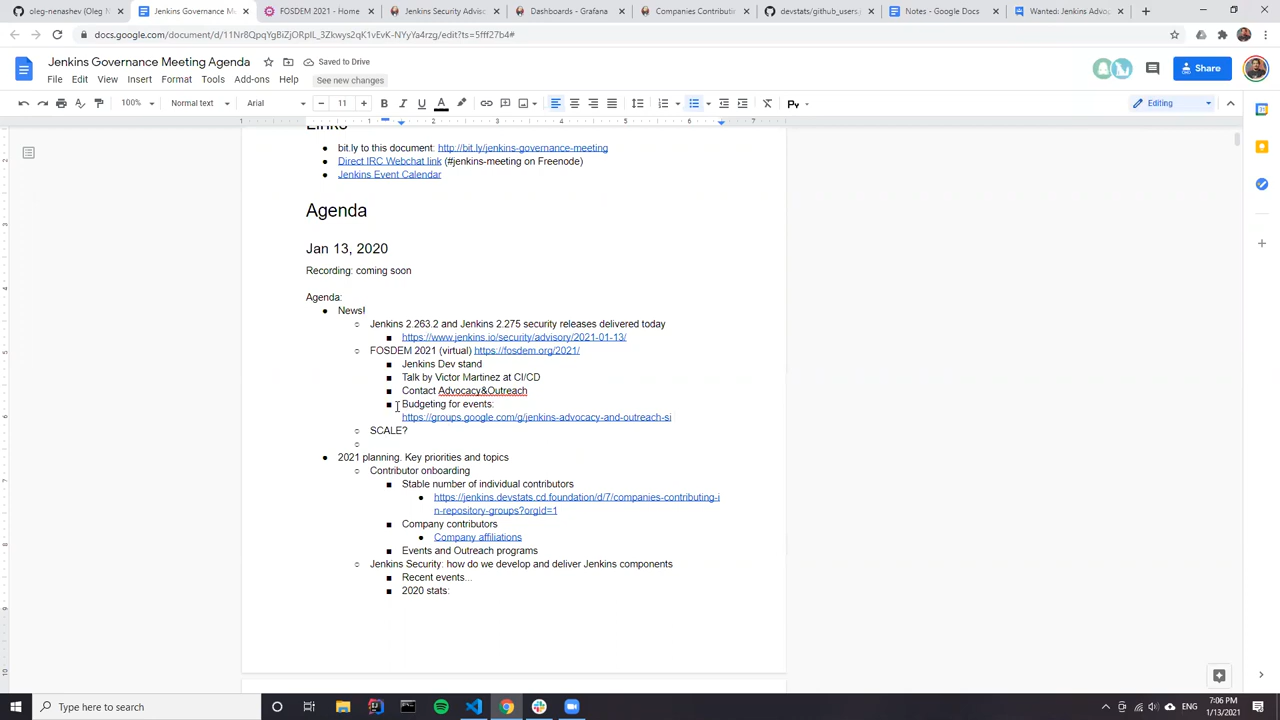 oleg-nenashev (Oleg N
Jenkins Governance Me
FOSDEM 2021 - Home
Jenkins Security Adviso
Dashboards - Grafana
Companies Contributin
devstats/github_users.j
Notes - Google Docs
Wanted: Jenkins Advoc
docs.google.com/document/d/11Nr8QpqYgBiZjORpIL_3Zkwys2qK1vEvK-NYyYa4rzg/edit?ts=5fff27b4#
Jenkins Governance Meeting Agenda
Saved to Drive
File Edit View Insert Format Tools Add-ons Help
See new changes
Share
100% Normal text Arial 11
Editing
Links
bit.ly to this document: http://bit.ly/jenkins-governance-meeting
Direct IRC Webchat link (#jenkins-meeting on Freenode)
Jenkins Event Calendar
Agenda
Jan 13, 2020
Recording: coming soon
Agenda:
News!
Jenkins 2.263.2 and Jenkins 2.275 security releases delivered today
https://www.jenkins.io/security/advisory/2021-01-13/
FOSDEM 2021 (virtual) https://fosdem.org/2021/
Jenkins Dev stand
Talk by Victor Martinez at CI/CD
Contact Advocacy&Outreach
Budgeting for events:
https://groups.google.com/g/jenkins-advocacy-and-outreach-si
SCALE?
2021 planning. Key priorities and topics
Contributor onboarding
Stable number of individual contributors
https://jenkins.devstats.cd.foundation/d/7/companies-contributing-i
n-repository-groups?orgId=1
Company contributors
Company affiliations
Events and Outreach programs
Jenkins Security: how do we develop and deliver Jenkins components
Recent events...
2020 stats:
Type here to search
ENG
7:06 PM
1/13/2021